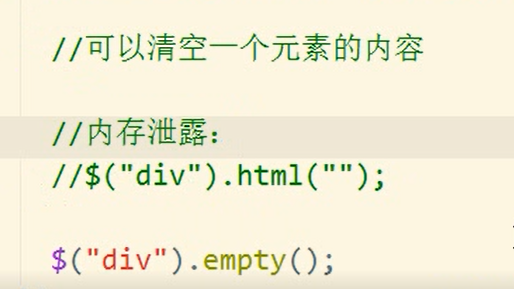 //可以清空一个元素的内容
//内存泄露:
//$("div").html("");
$("div").empty();